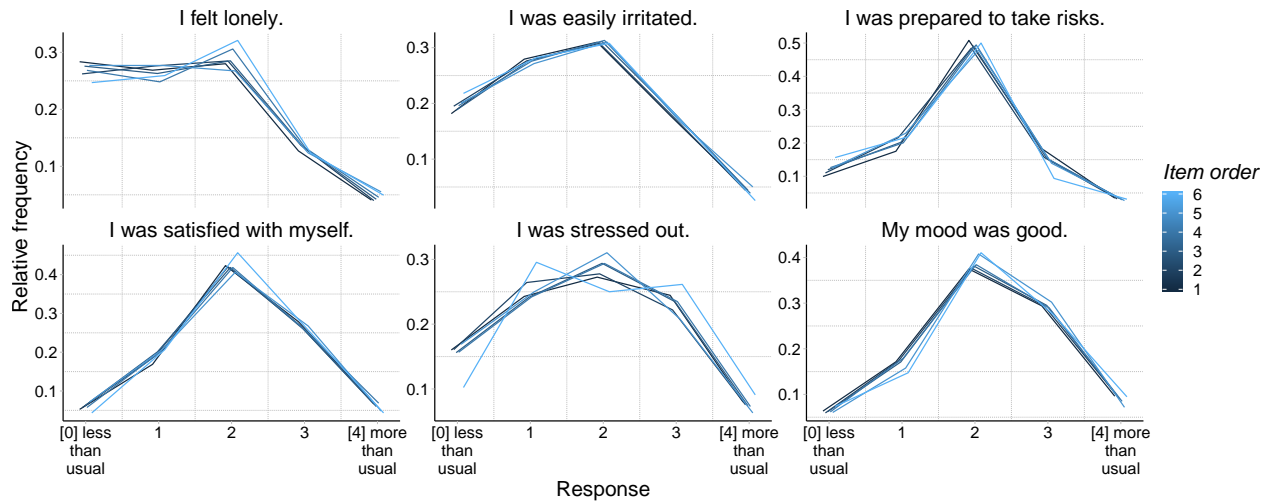 I felt lonely.
I was easily irritated.
I was prepared to take risks.
0.3
0.2
0.1
0.3
0.2
0.1
0.5
0.4
0.3
0.2
0.1
Relative frequency
Item order
6
5
4
3
2
1
I was satisfied with myself.
I was stressed out.
My mood was good.
0.4
0.3
0.2
0.1
0.3
0.2
0.1
0.4
0.3
0.2
0.1
[0] less than usual
1
2
3
[4] more than usual
[0] less than usual
1
2
3
[4] more than usual
[0] less than usual
1
2
3
[4] more than usual
Response